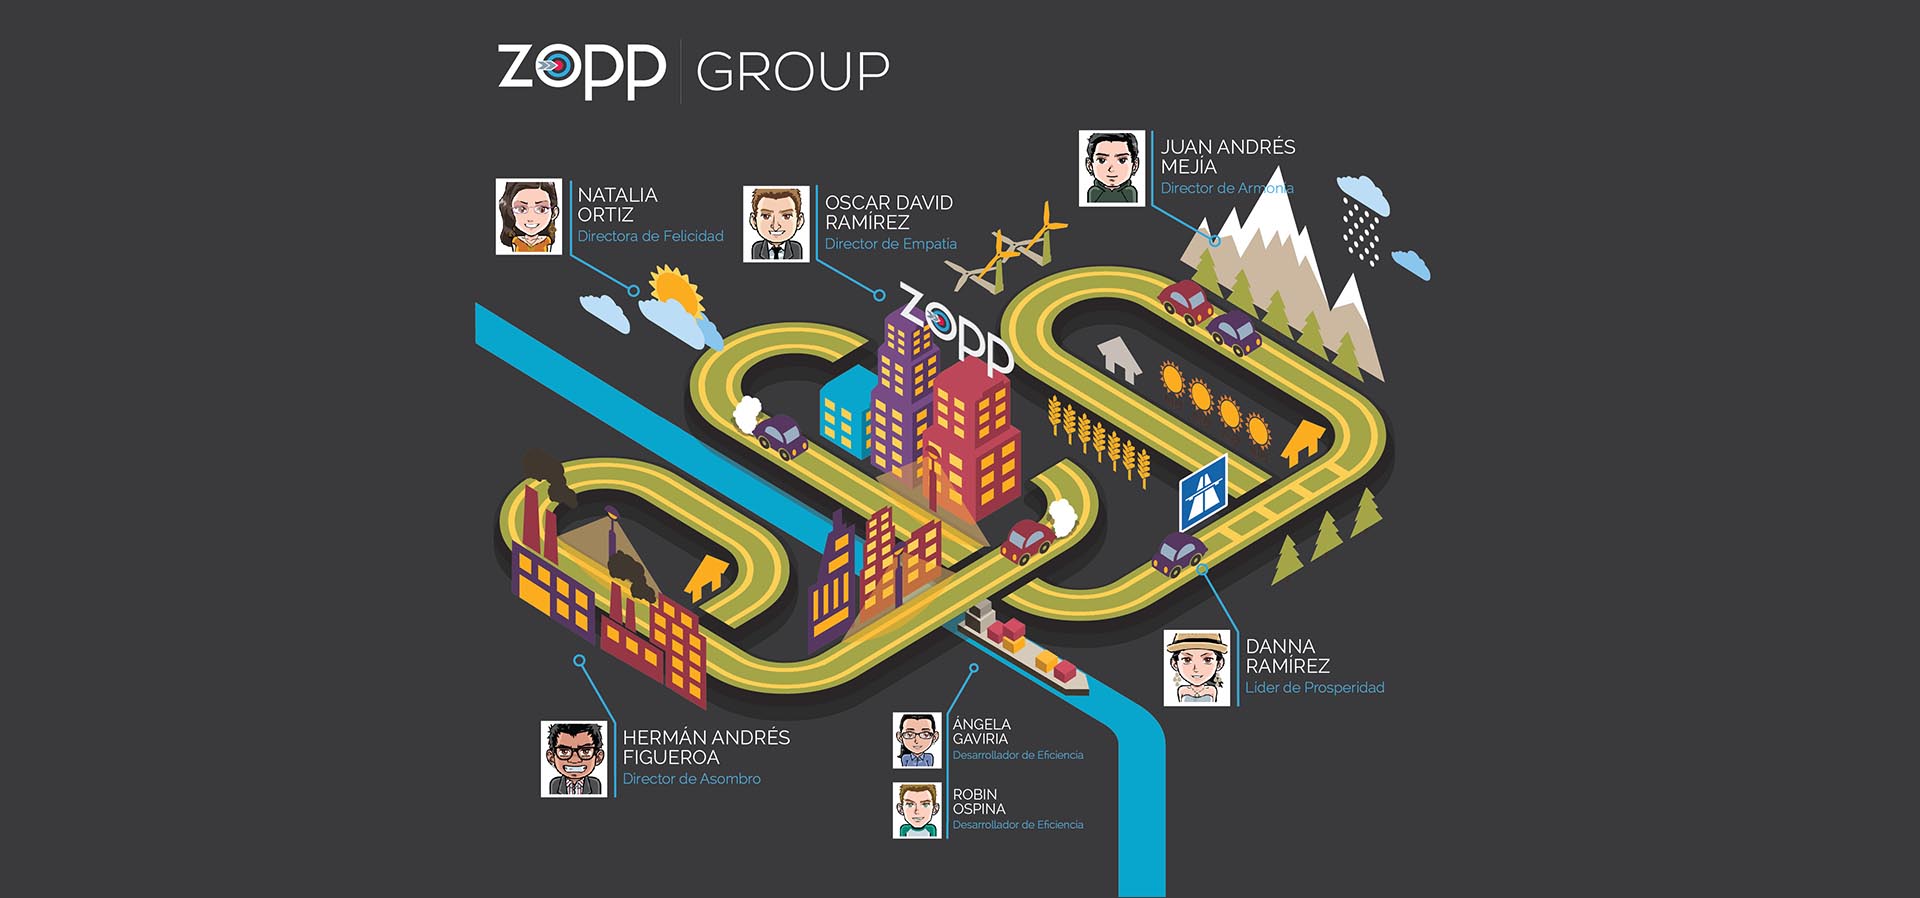 ZOPP | GROUP
JUAN ANDRÉS
MEJÍA
Director de Armonía
NATALIA
ORTIZ
Directora de Felicidad
OSCAR DAVID
RAMÍREZ
Director de Empatía
ZOPP
DANNA
RAMÍREZ
Líder de Prosperidad
HERMÁN ANDRÉS
FIGUEROA
Director de Asombro
ÁNGELA
GAVIRIA
Desarrollador de Eficiencia
ROBIN
OSPINA
Desarrollador de Eficiencia